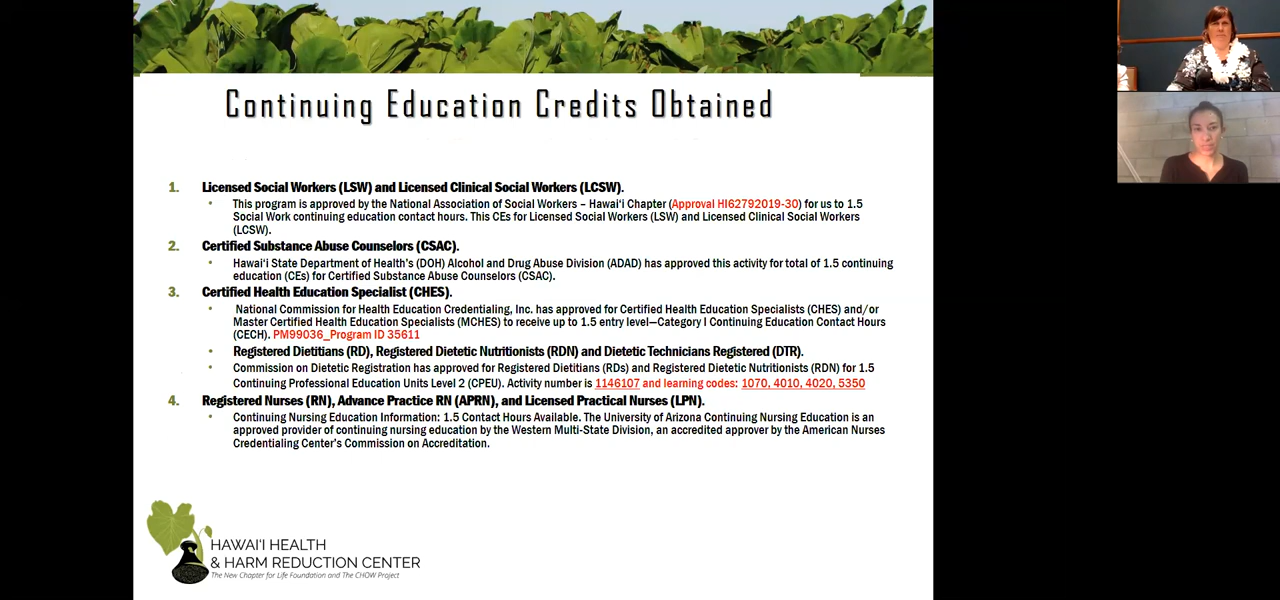 Continuing Education Credits Obtained
1. Licensed Social Workers (LSW) and Licensed Clinical Social Workers (LCSW).
• This program is approved by the National Association of Social Workers – Hawai‘i Chapter (Approval HI62792019-30) for us to 1.5
Social Work continuing education contact hours. This CEs for Licensed Social Workers (LSW) and Licensed Clinical Social Workers
(LCSW).
2. Certified Substance Abuse Counselors (CSAC).
• Hawai‘i State Department of Health's (DOH) Alcohol and Drug Abuse Division (ADAD) has approved this activity for total of 1.5 continuing
education (CEs) for Certified Substance Abuse Counselors (CSAC).
3. Certified Health Education Specialist (CHES).
• National Commission for Health Education Credentialing, Inc. has approved for Certified Health Education Specialists (CHES) and/or
Master Certified Health Education Specialists (MCHES) to receive up to 1.5 entry level—Category I Continuing Education Contact Hours
(CECH). PM99036_Program ID 35611
• Registered Dietitians (RD), Registered Dietetic Nutritionists (RDN) and Dietetic Technicians Registered (DTR).
• Commission on Dietetic Registration has approved for Registered Dietitians (RDs) and Registered Dietetic Nutritionists (RDN) for 1.5
Continuing Professional Education Units Level 2 (CPEU). Activity number is 1146107 and learning codes: 1070, 4010, 4020, 5350
4. Registered Nurses (RN), Advance Practice RN (APRN), and Licensed Practical Nurses (LPN).
• Continuing Nursing Education Information: 1.5 Contact Hours Available. The University of Arizona Continuing Nursing Education is an
approved provider of continuing nursing education by the Western Multi-State Division, an accredited approver by the American Nurses
Credentialing Center's Commission on Accreditation.
HAWAI'I HEALTH
& HARM REDUCTION CENTER
The New Chapter for Life Foundation and The CHOW Project